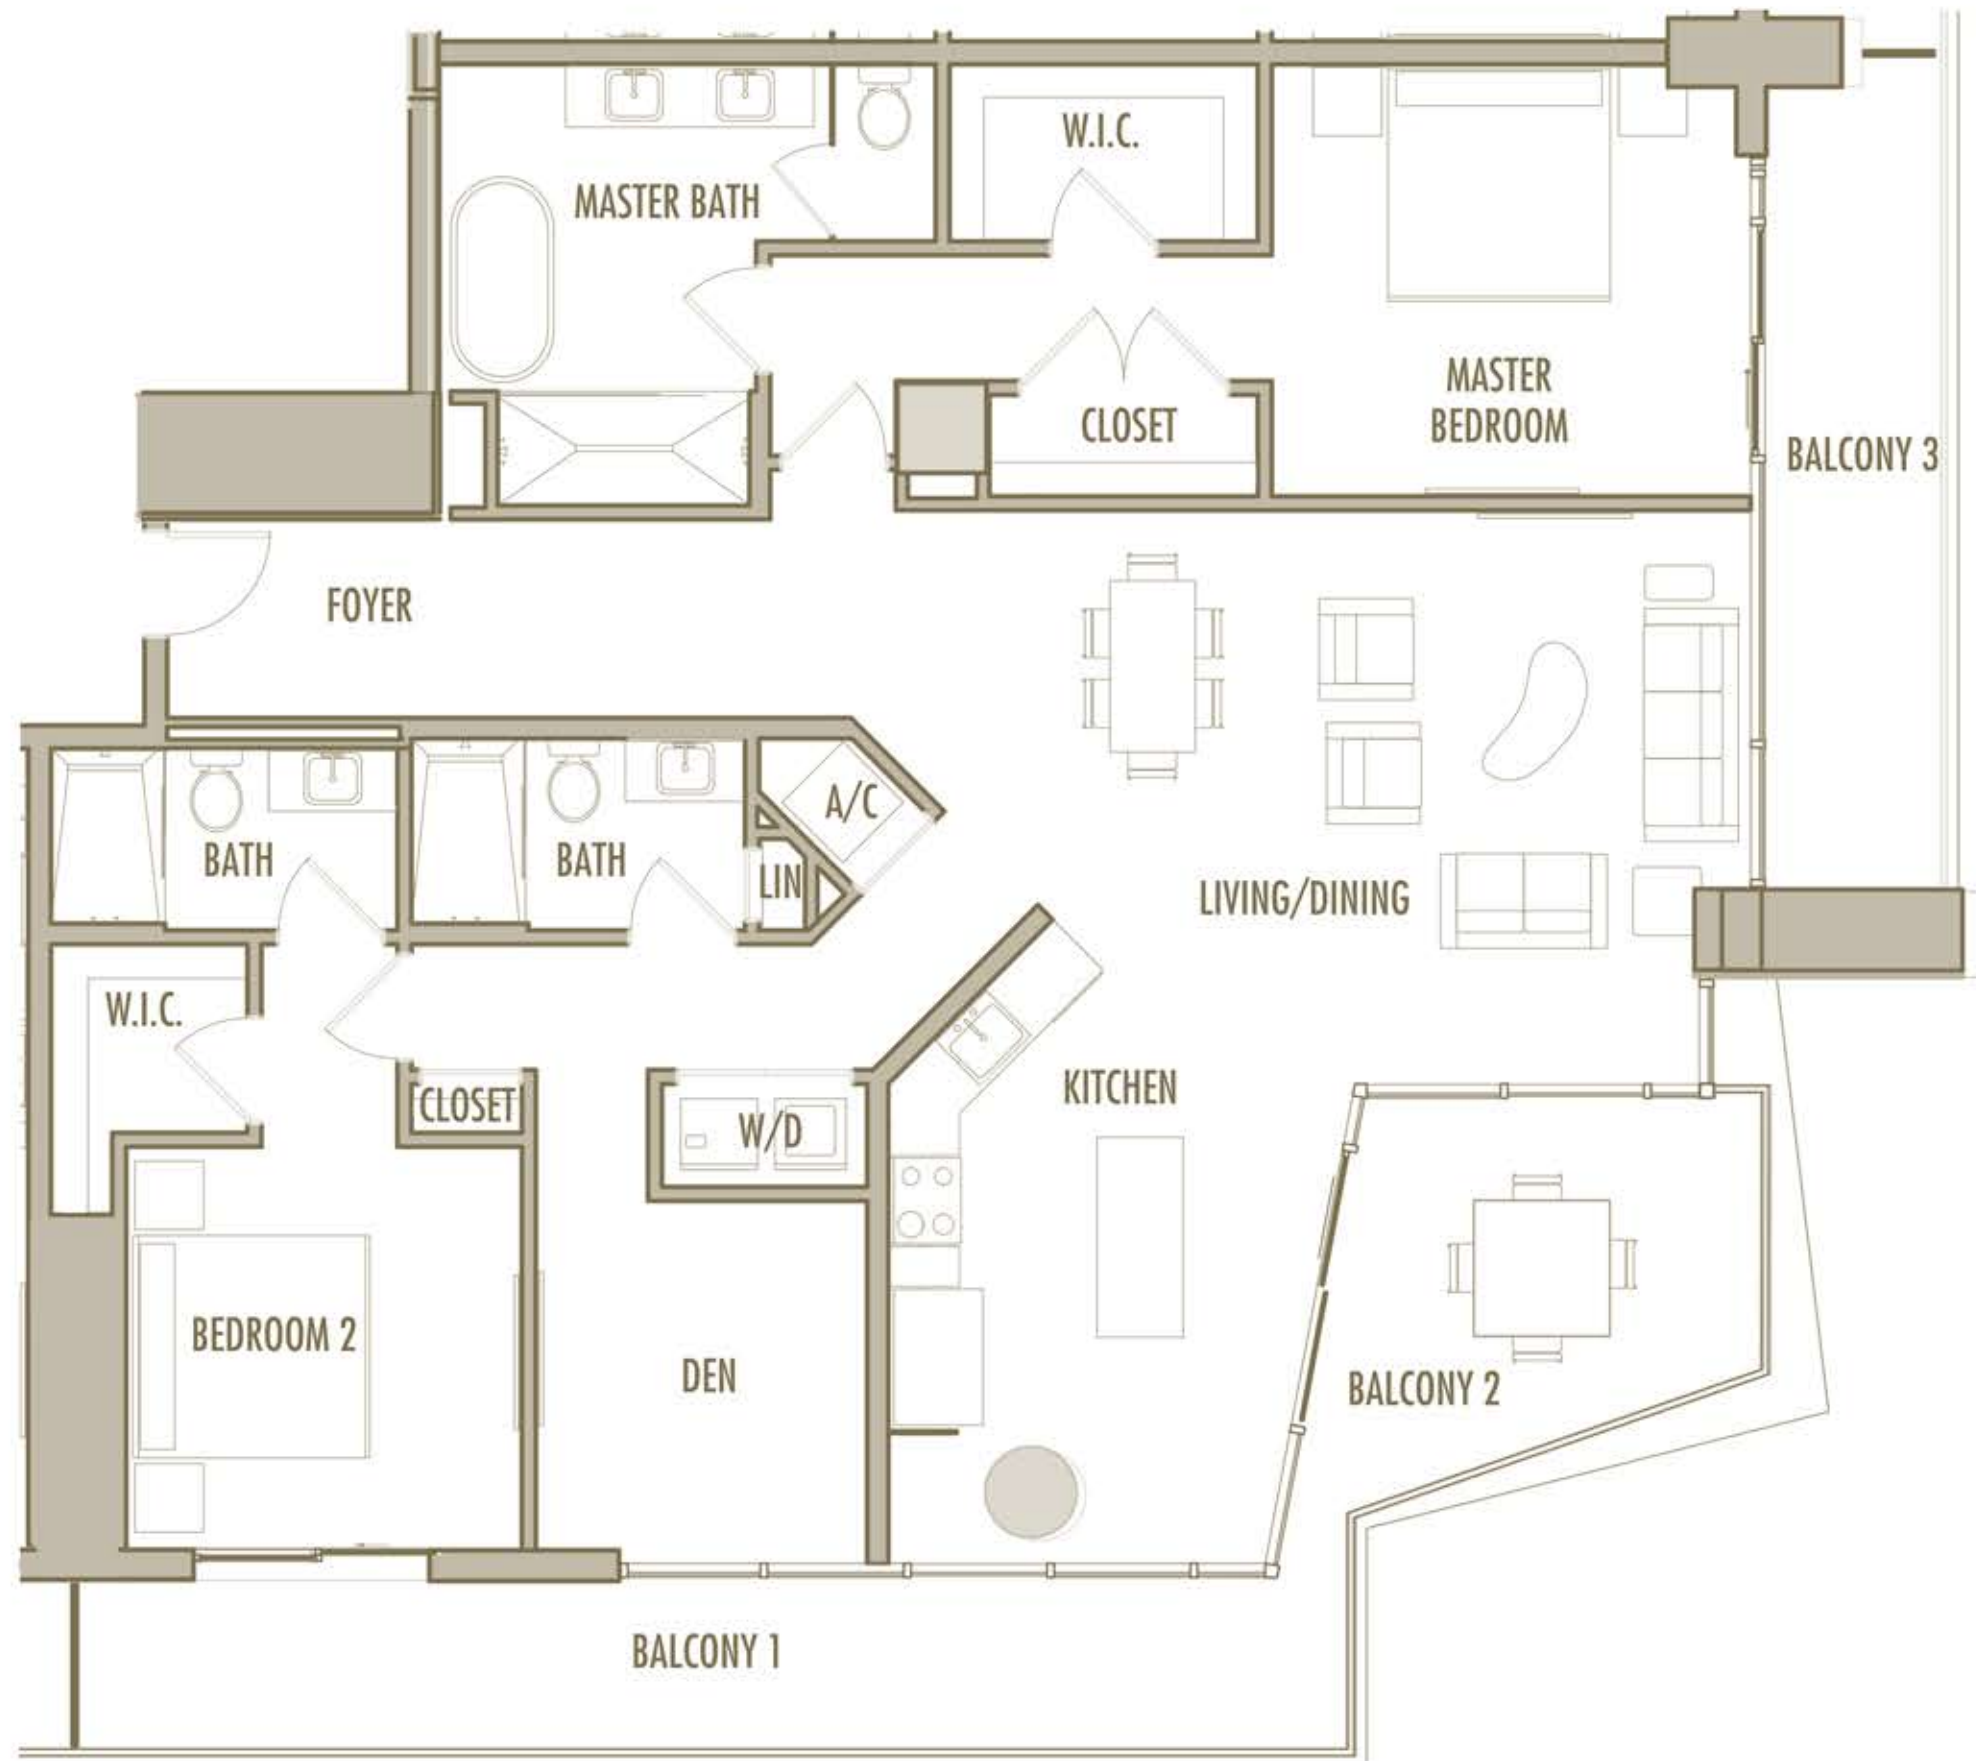 W.I.C.
MASTER BATH
MASTER
BEDROOM
CLOSET
BALCONY 3
FOYER
A/C
BATH
BATH
LIN
LIVING/DINING
W.I.C.
KITCHEN
CLOSET
W/D
BEDROOM 2
DEN
BALCONY 2
BALCONY 1